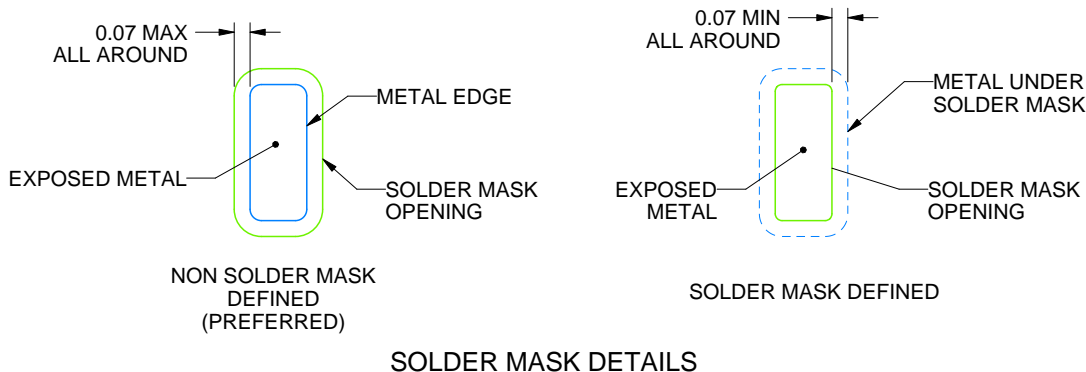 0.07 MAX
ALL AROUND
METAL EDGE
EXPOSED METAL
SOLDER MASK
OPENING
NON SOLDER MASK
DEFINED
(PREFERRED)
0.07 MIN
ALL AROUND
METAL UNDER
SOLDER MASK
EXPOSED
METAL
SOLDER MASK
OPENING
SOLDER MASK DEFINED
SOLDER MASK DETAILS